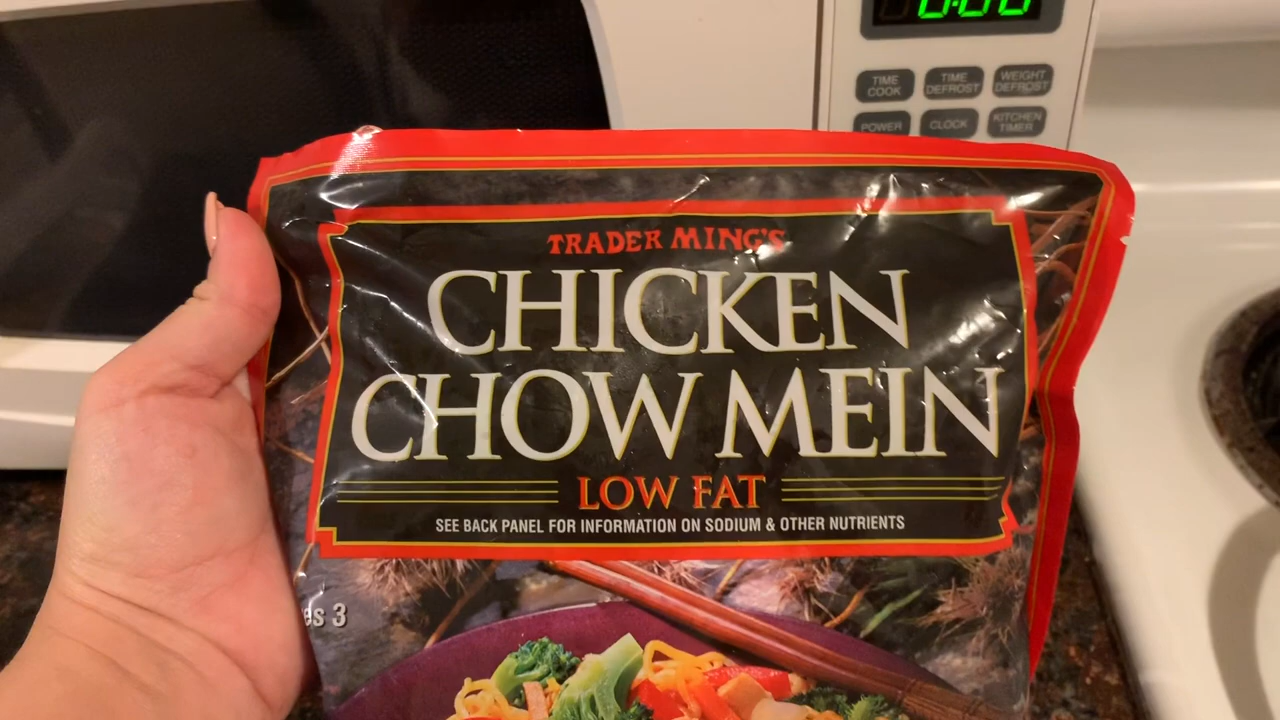 TIME COOK
TIME DEFROST
WEIGHT DEFROST
POWER
CLOCK
KITCHEN TIMER
TRADER MING'S
CHICKEN
CHOW MEIN
LOW FAT
SEE BACK PANEL FOR INFORMATION ON SODIUM & OTHER NUTRIENTS
es 3